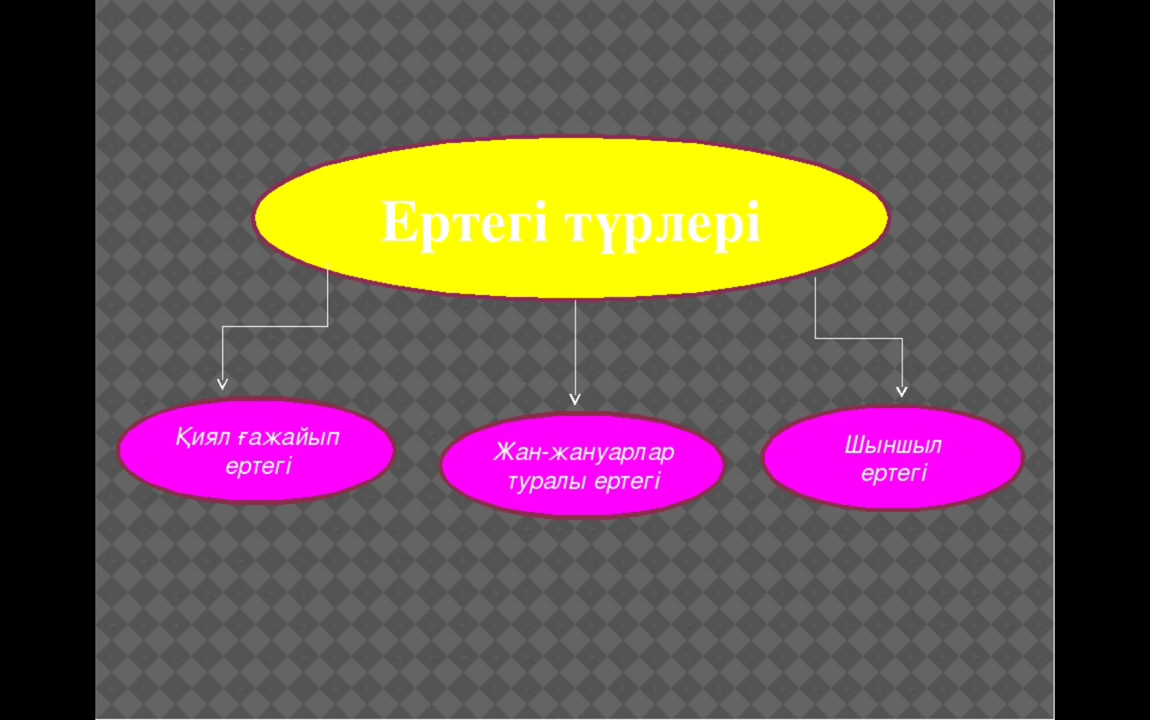 Ертегі түрлері
Қиял ғажайып
ертегі
Жан-жануарлар
туралы ертегі
Шыншыл
ертегі